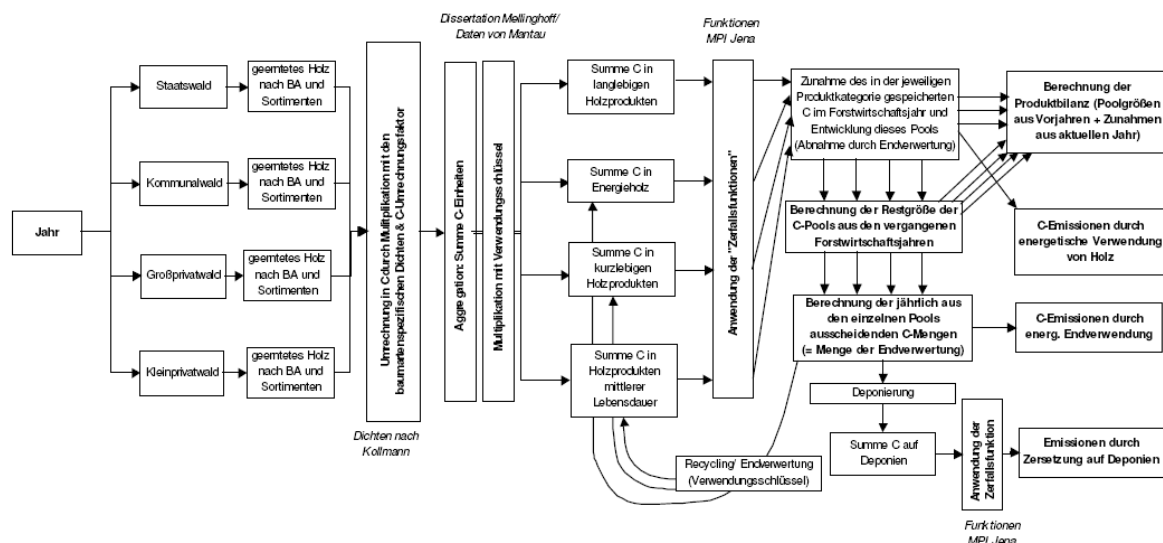 Dissertation Mellinghoff/
Daten von Mantau
Funktionen
MPI Jena
Jahr
Staatswald
geerntetes Holz
nach BA und
Sortimenten
Kommunalwald
geerntetes Holz
nach BA und
Sortimenten
Großprivatwald
geerntetes Holz
nach BA und
Sortimenten
Kleinprivatwald
geerntetes Holz
nach BA und
Sortimenten
Umrechnung in C durch Mulitplikation mit den
baumartenspezifischen Dichten & C-Umrechnungsfaktor
Dichten nach
Kollmann
Aggregation: Summe C-Einheiten
Multiplikation mit Verwendungsschlüssel
Summe C in
langlebigen
Holzprodukten
Summe C in
Energieholz
Summe C in
kurzlebigen
Holzprodukten
Summe C in
Holzprodukten
mittlerer
Lebensdauer
Anwendung der "Zerfallsfunktionen"
Zunahme des in der jeweiligen
Produktkategorie gespeicherten
C im Forstwirtschaftsjahr und
Entwicklung dieses Pools
(Abnahme durch Endverwertung)
Berechnung der
Produktbilanz (Poolgrößen
aus Vorjahren + Zunahmen
aus aktuellen Jahr)
Berechnung der Restgröße der
C-Pools aus den vergangenen
Forstwirtschaftsjahren
C-Emissionen durch
energetische Verwendung
von Holz
Berechnung der jährlich aus
den einzelnen Pools
ausscheidenden C-Mengen
(= Menge der Endverwertung)
C-Emissionen durch
energ. Endverwendung
Deponierung
Summe C auf
Deponien
Recycling/ Endverwertung
(Verwendungsschlüssel)
Anwendung der
Zerfallsfunktion
Emissionen durch
Zersetzung auf Deponien
Funktionen
MPI Jena